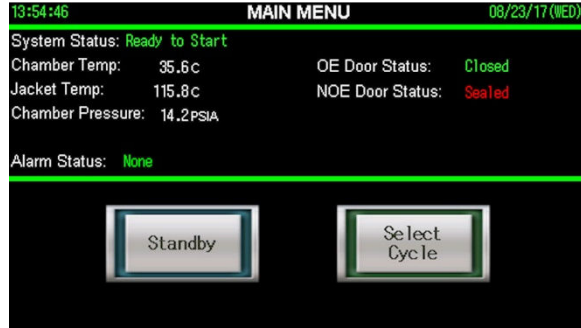 13:54:46 MAIN MENU 08/23/17(WED)
System Status: Ready to Start
Chamber Temp: 35.6C OE Door Status: Closed
Jacket Temp: 115.8C NOE Door Status: Sealed
Chamber Pressure: 14.2PSIA
Alarm Status: None
Standby
Select
Cycle